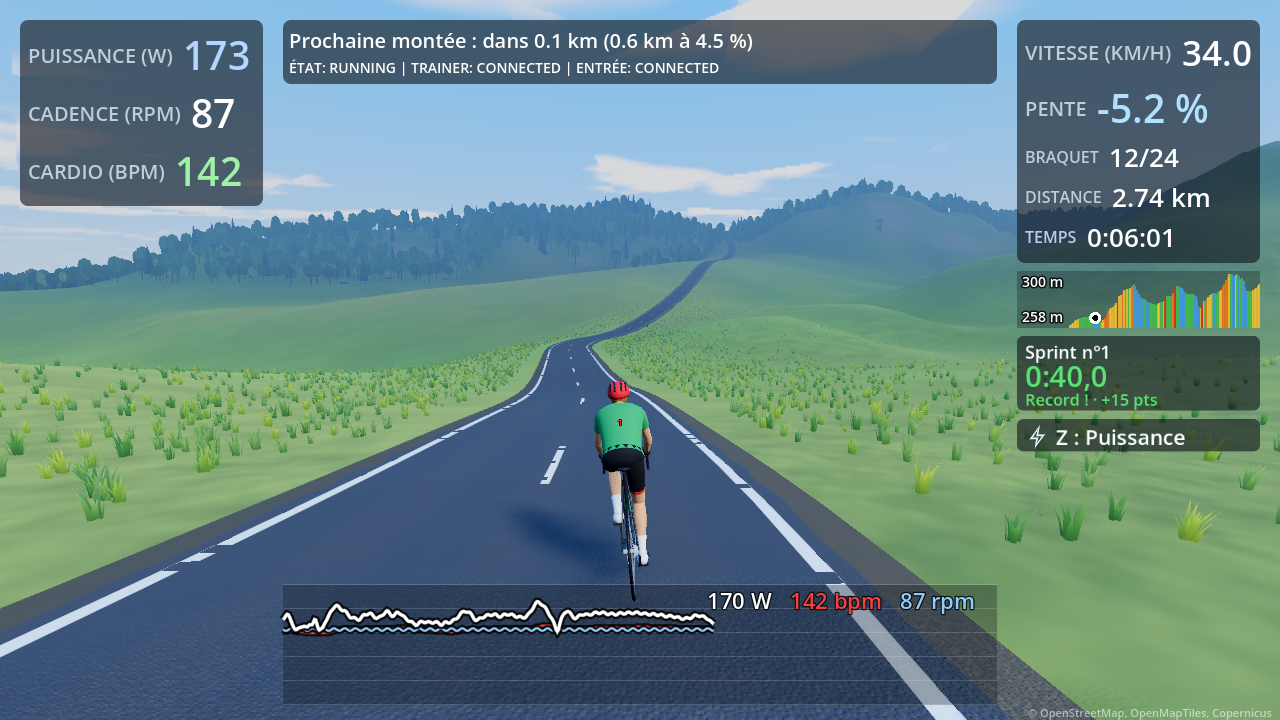 PUISSANCE (W) 173
CADENCE (RPM) 87
CARDIO (BPM) 142
Prochaine montée : dans 0.1 km (0.6 km à 4.5 %)
ÉTAT: RUNNING | TRAINER: CONNECTED | ENTRÉE: CONNECTED
VITESSE (KM/H) 34.0
PENTE -5.2 %
BRAQUET 12/24
DISTANCE 2.74 km
TEMPS 0:06:01
300 m
258 m
Sprint n°1
0:40,0
Record ! · +15 pts
Z : Puissance
1
170 W 142 bpm 87 rpm
© OpenStreetMap, OpenMapTiles, Copernicus